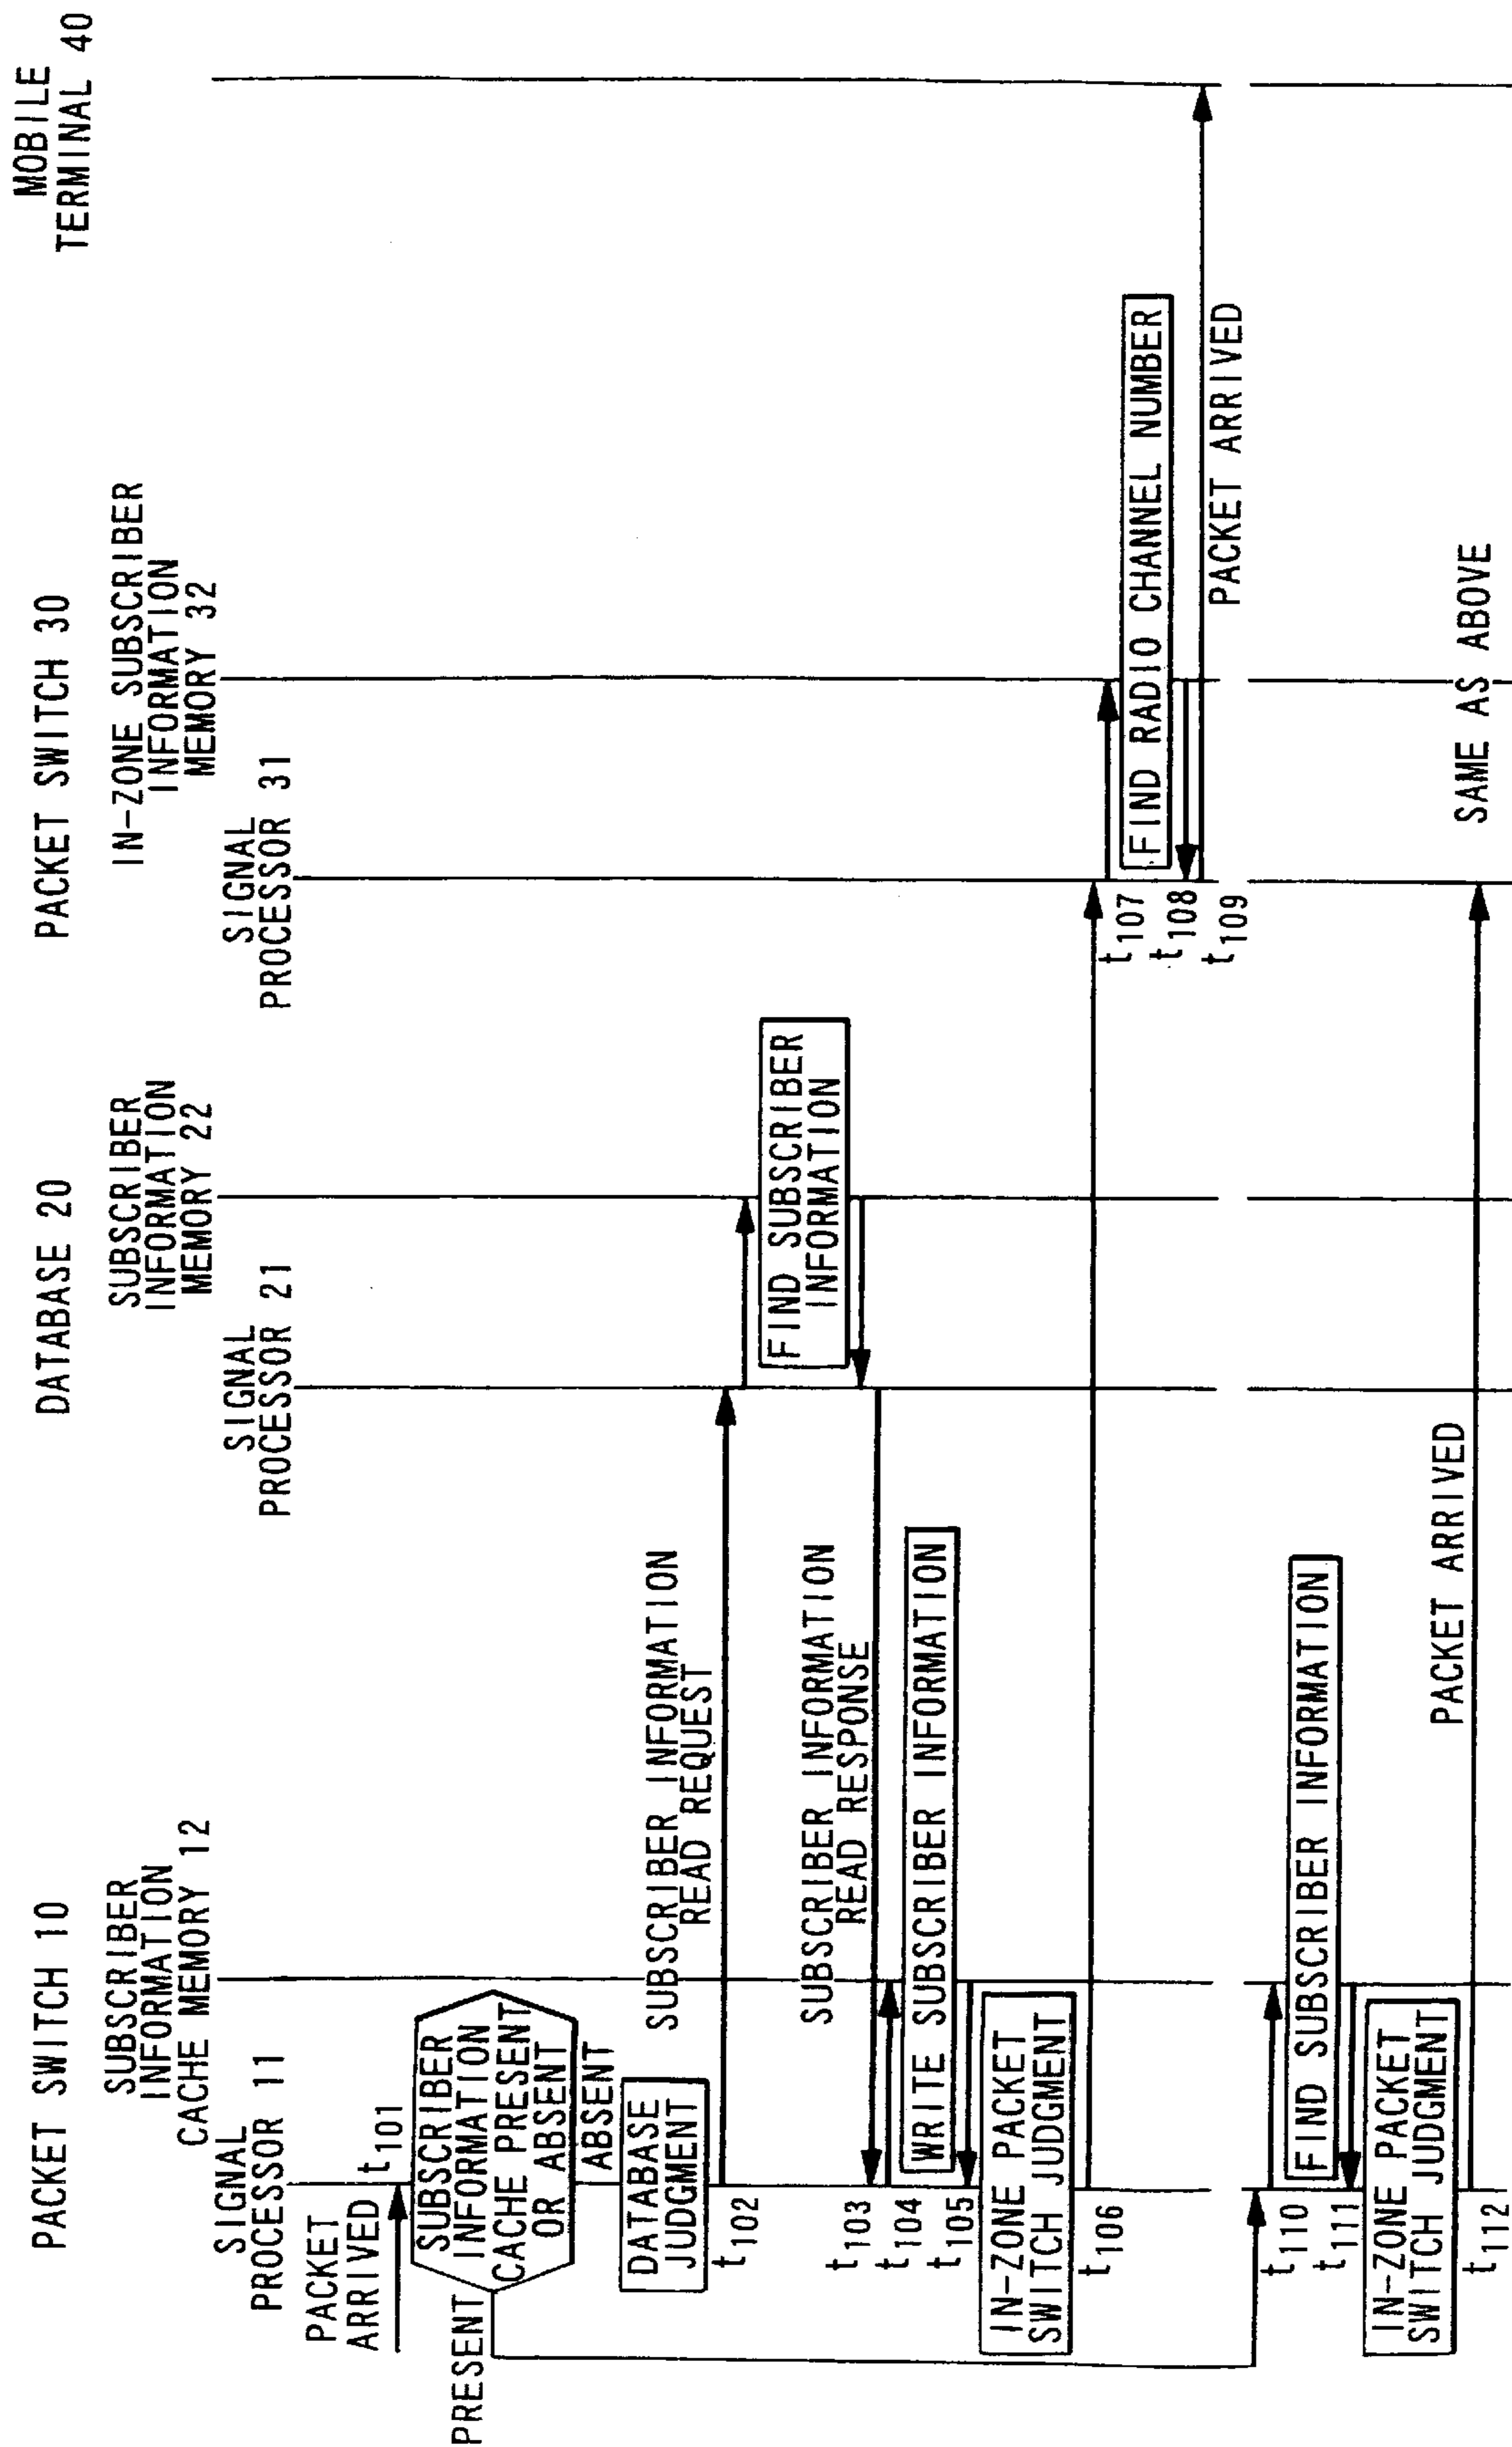 PACKET SWITCH 10
SUBSCRIBER
INFORMATION
CACHE MEMORY 12
SIGNAL
PROCESSOR 11
DATABASE 20
SUBSCRIBER
INFORMATION
MEMORY 22
SIGNAL
PROCESSOR 21
PACKET SWITCH 30
IN-ZONE SUBSCRIBER
INFORMATION
MEMORY 32
SIGNAL
PROCESSOR 31
MOBILE
TERMINAL 40
PACKET
ARRIVED
t101
SUBSCRIBER
INFORMATION
CACHE PRESENT
OR ABSENT
PRESENT
ABSENT
DATABASE
JUDGMENT
t102
SUBSCRIBER INFORMATION
READ REQUEST
FIND SUBSCRIBER
INFORMATION
SUBSCRIBER INFORMATION
READ RESPONSE
t103
t104
WRITE SUBSCRIBER INFORMATION
t105
IN-ZONE PACKET
SWITCH JUDGMENT
t106
t107
FIND RADIO CHANNEL NUMBER
t108
t109
PACKET ARRIVED
t110
FIND SUBSCRIBER INFORMATION
t111
IN-ZONE PACKET
SWITCH JUDGMENT
t112
PACKET ARRIVED
SAME AS ABOVE